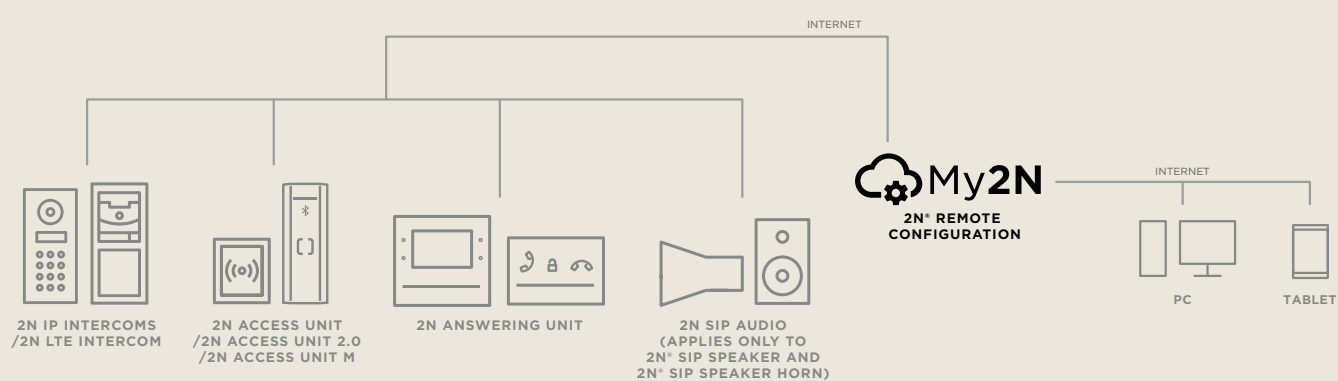 INTERNET
My2N
2N® REMOTE
CONFIGURATION
INTERNET
PC
TABLET
2N IP INTERCOMS
/2N LTE INTERCOM
2N ACCESS UNIT
/2N ACCESS UNIT 2.0
/2N ACCESS UNIT M
2N ANSWERING UNIT
2N SIP AUDIO
(APPLIES ONLY TO
2N® SIP SPEAKER AND
2N® SIP SPEAKER HORN)